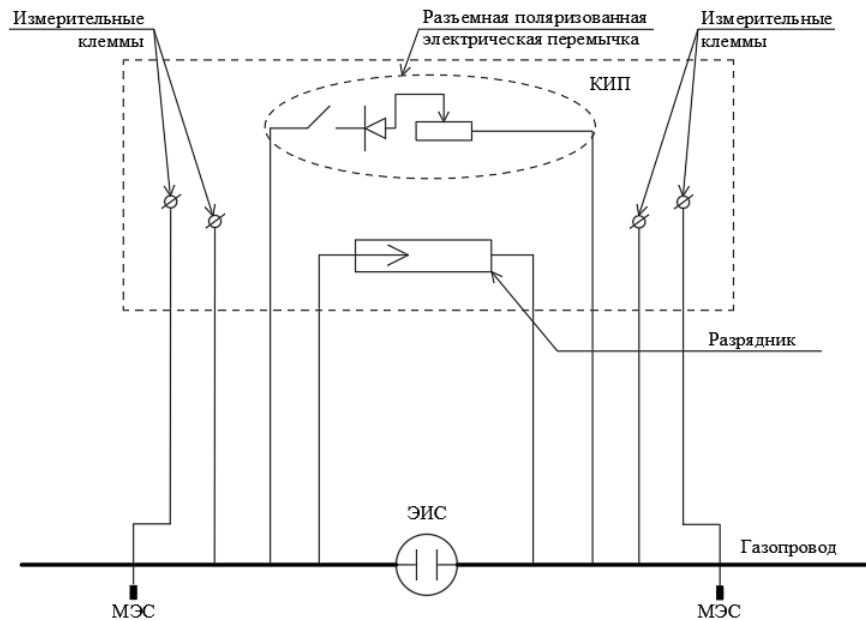 Измерительные
клеммы
Разъемная поляризованная
электрическая перемычка
Измерительные
клеммы
КИП
Разрядник
ЭИС
Газопровод
МЭС
МЭС